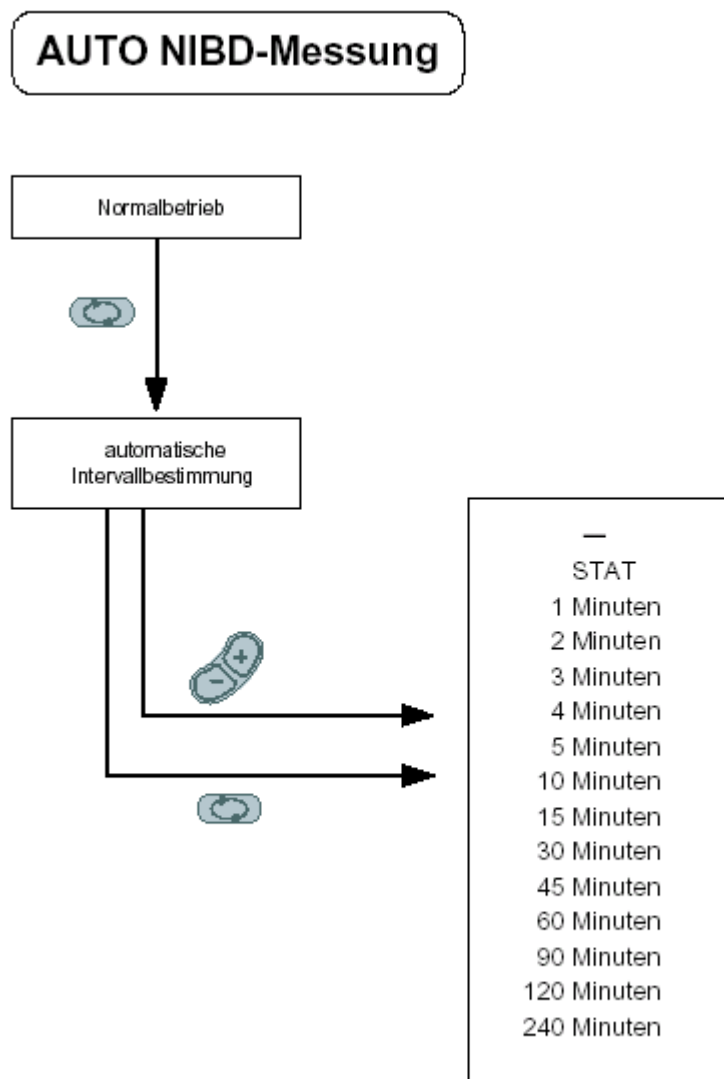 AUTO NIBD-Messung
Normalbetrieb
automatische
Intervallbestimmung
+
−
—
STAT
1 Minuten
2 Minuten
3 Minuten
4 Minuten
5 Minuten
10 Minuten
15 Minuten
30 Minuten
45 Minuten
60 Minuten
90 Minuten
120 Minuten
240 Minuten